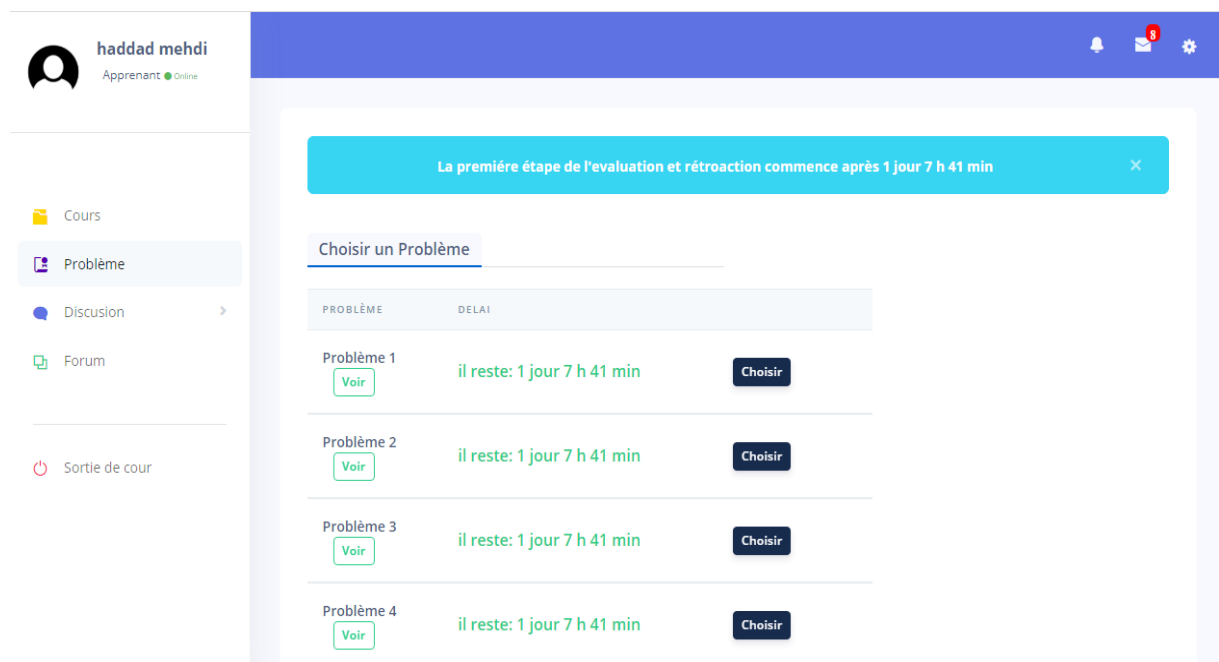 haddad mehdi
Apprenant Online
8
La premiére étape de l'evaluation et rétroaction commence après 1 jour 7 h 41 min ×
Cours
Problème
Discusion
Forum
Sortie de cour
Choisir un Problème
PROBLÈME DELAI
Problème 1
Voir
il reste: 1 jour 7 h 41 min Choisir
Problème 2
Voir
il reste: 1 jour 7 h 41 min Choisir
Problème 3
Voir
il reste: 1 jour 7 h 41 min Choisir
Problème 4
Voir
il reste: 1 jour 7 h 41 min Choisir